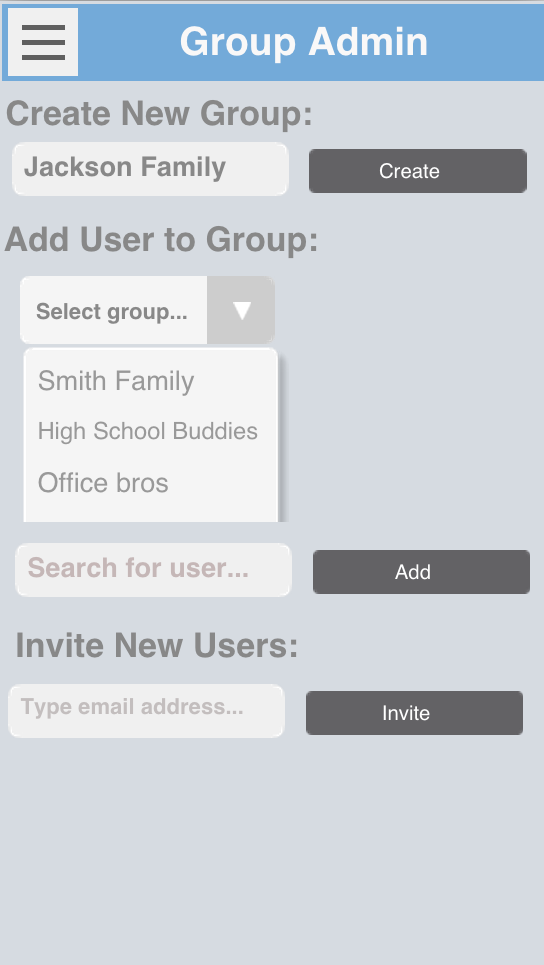 Group Admin
Create New Group:
Jackson Family
Create
Add User to Group:
Select group...
Smith Family
High School Buddies
Office bros
Search for user...
Add
Invite New Users:
Type email address...
Invite